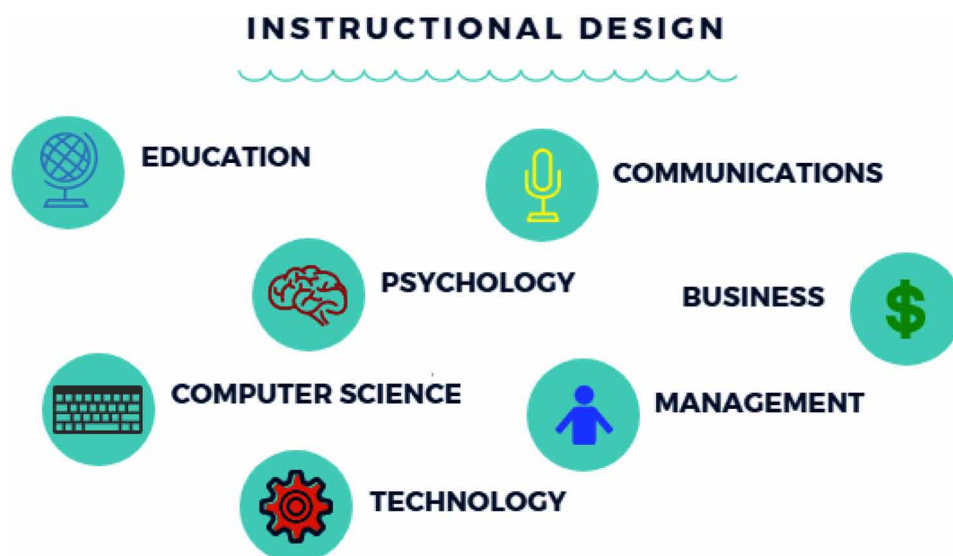 INSTRUCTIONAL DESIGN
EDUCATION
COMMUNICATIONS
PSYCHOLOGY
BUSINESS
COMPUTER SCIENCE
MANAGEMENT
TECHNOLOGY